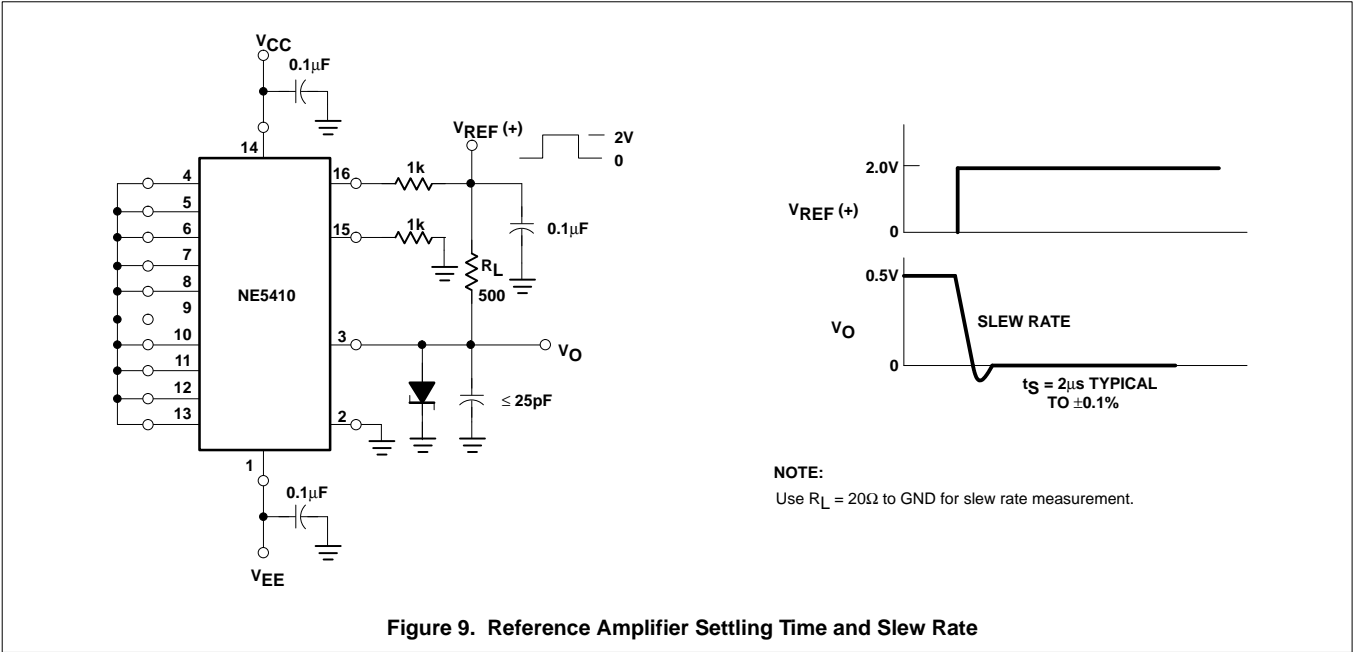 VCC
0.1µF
14
4
5
6
7
8
9
10
11
12
13
NE5410
16
15
3
2
1
1k
1k
VREF (+)
2V
0
0.1µF
RL
500
VO
≤ 25pF
0.1µF
VEE
2.0V
VREF (+)
0
0.5V
SLEW RATE
VO
0
tS = 2µs TYPICAL
TO ±0.1%
NOTE:
Use RL = 20Ω to GND for slew rate measurement.
Figure 9. Reference Amplifier Settling Time and Slew Rate